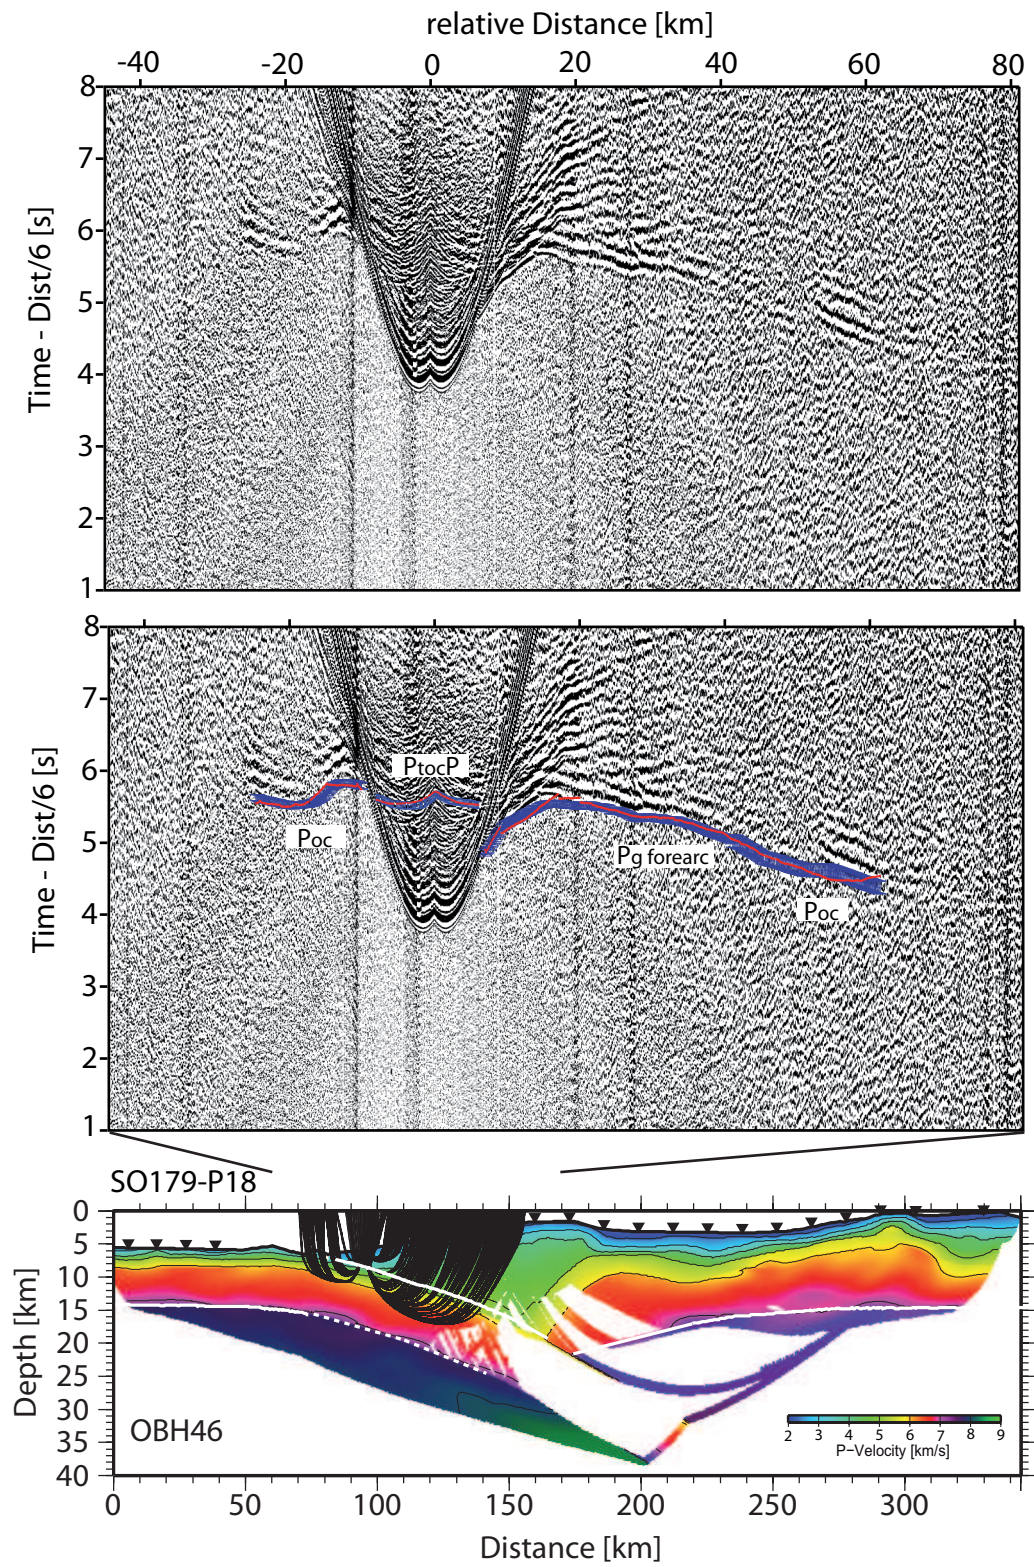 relative Distance [km]
-40 -20 0 20 40 60 80
8
7
6
5
4
3
2
1
Time - Dist/6 [s]
8
7
6
5
4
3
2
1
Time - Dist/6 [s]
PtocP
Poc
Pg forearc
Poc
SO179-P18
0
5
10
15
20
25
30
35
40
Depth [km]
OBH46
2 3 4 5 6 7 8 9
P-Velocity [km/s]
0 50 100 150 200 250 300
Distance [km]